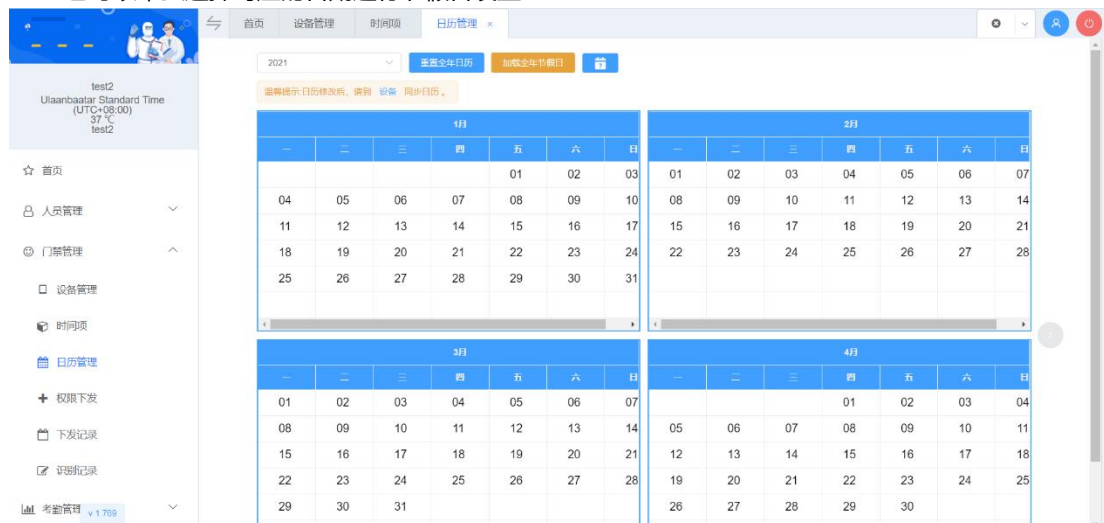 首页 设备管理 时间项 日历管理 ×
test2
Ulaanbaatar Standard Time
(UTC+08:00)
37 ℃
test2
首页
人员管理
门禁管理
设备管理
时间项
日历管理
权限下发
下发记录
识别记录
考勤管理
v 1.769
2021 重置全年日历 加载全年节假日
温馨提示:日历修改后，请到 设备 同步日历 。
1月
一 二 三 四 五 六 日
01 02 03
04 05 06 07 08 09 10
11 12 13 14 15 16 17
18 19 20 21 22 23 24
25 26 27 28 29 30 31
2月
一 二 三 四 五 六 日
01 02 03 04 05 06 07
08 09 10 11 12 13 14
15 16 17 18 19 20 21
22 23 24 25 26 27 28
3月
一 二 三 四 五 六 日
01 02 03 04 05 06 07
08 09 10 11 12 13 14
15 16 17 18 19 20 21
22 23 24 25 26 27 28
29 30 31
4月
一 二 三 四 五 六 日
01 02 03 04
05 06 07 08 09 10 11
12 13 14 15 16 17 18
19 20 21 22 23 24 25
26 27 28 29 30